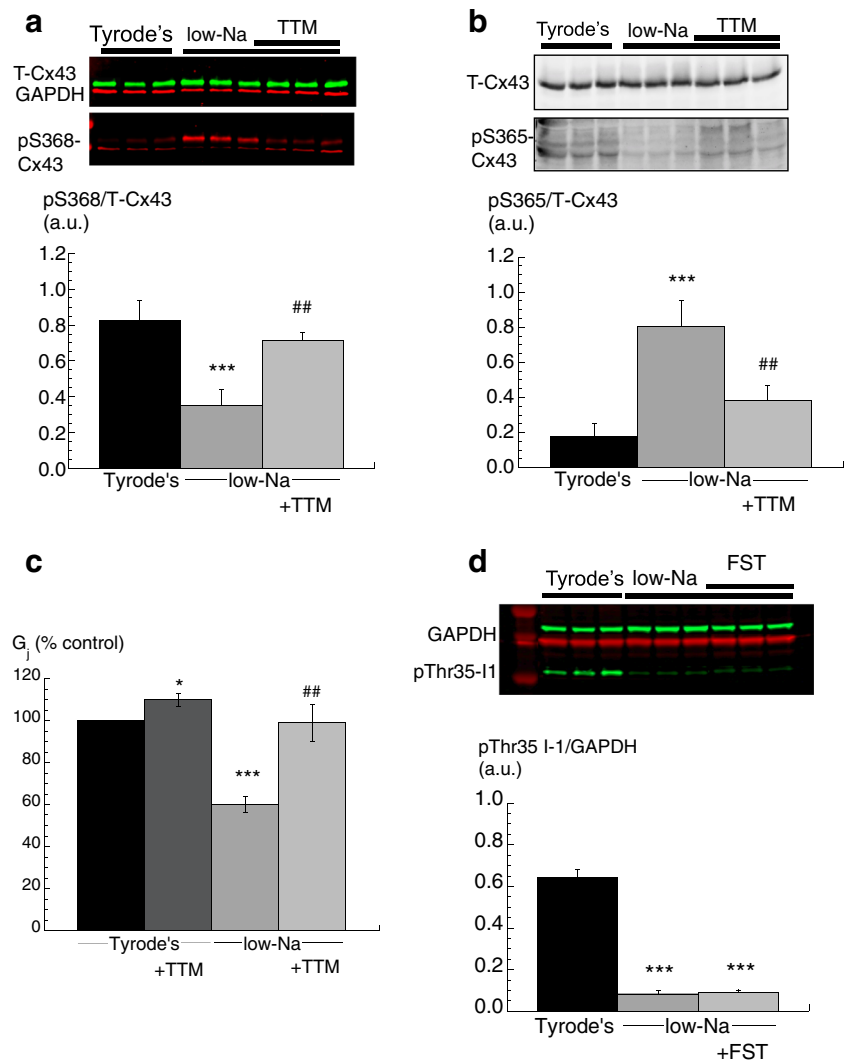 a
Tyrode's low-Na TTM
T-Cx43
GAPDH
pS368-
Cx43
pS368/T-Cx43
(a.u.)
1.2
1.0
0.8
0.6
0.4
0.2
0.0
***
##
Tyrode's low-Na
+TTM
b
Tyrode's low-Na TTM
T-Cx43
pS365-
Cx43
pS365/T-Cx43
(a.u.)
1.2
1.0
0.8
0.6
0.4
0.2
0.0
***
##
Tyrode's low-Na
+TTM
c
Gj (% control)
120
100
80
60
40
20
0
*
***
##
Tyrode's low-Na
+TTM +TTM
d
Tyrode's low-Na FST
GAPDH
pThr35-I1
pThr35 I-1/GAPDH
(a.u.)
1.0
0.8
0.6
0.4
0.2
0.0
*** ***
Tyrode's low-Na
+FST